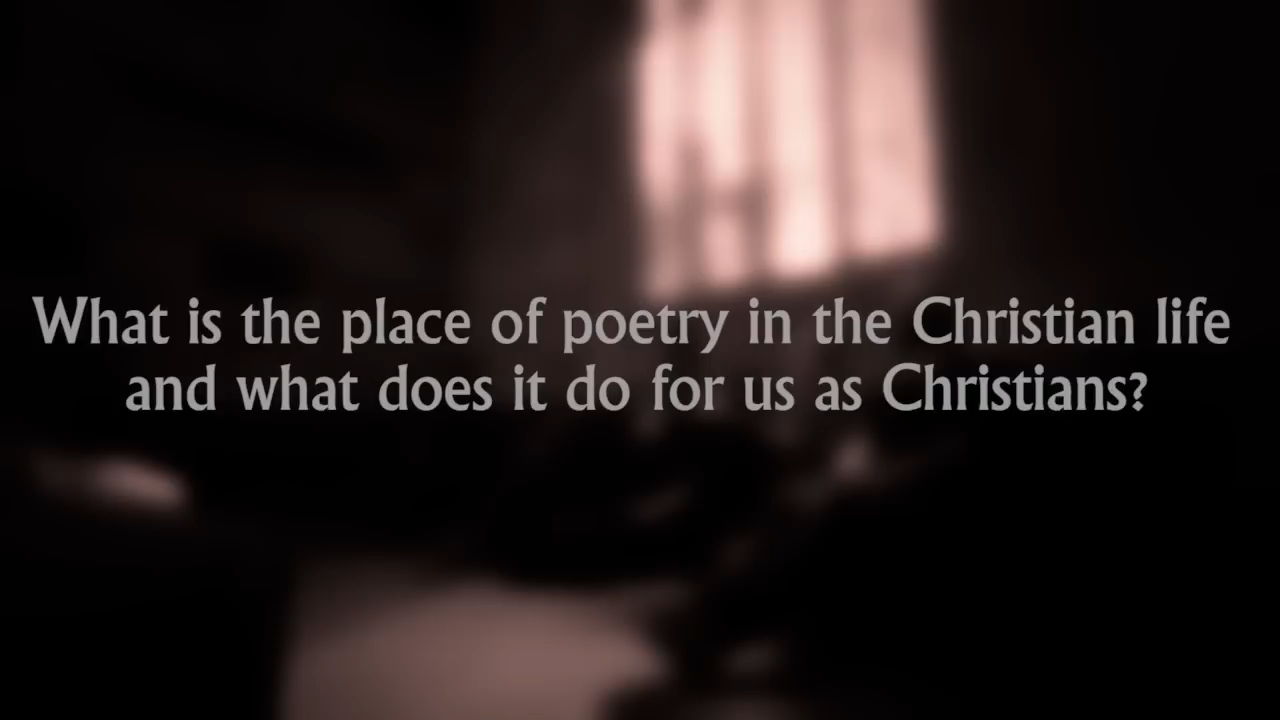 What is the place of poetry in the Christian life
and what does it do for us as Christians?